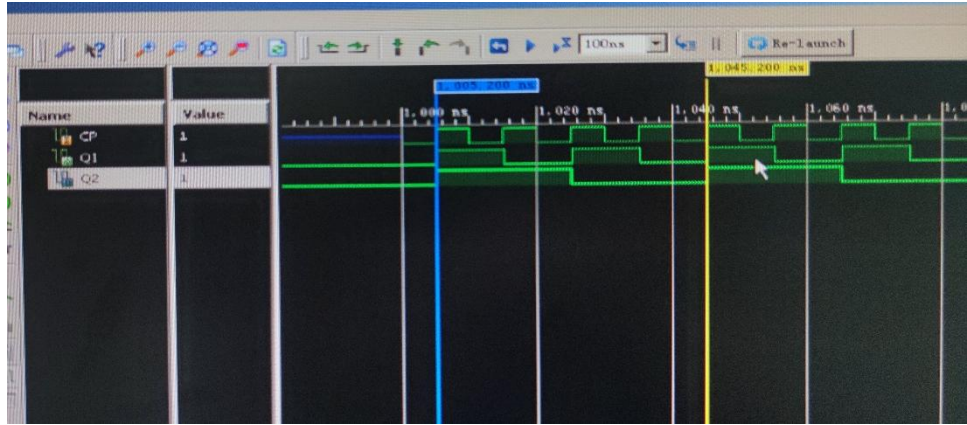 100ns
Re-launch
1,045.200 ns
1,005.200 ns
Name
Value
1,000 ns
1,020 ns
1,040 ns
1,060 ns
CP
1
Q1
1
Q2
1